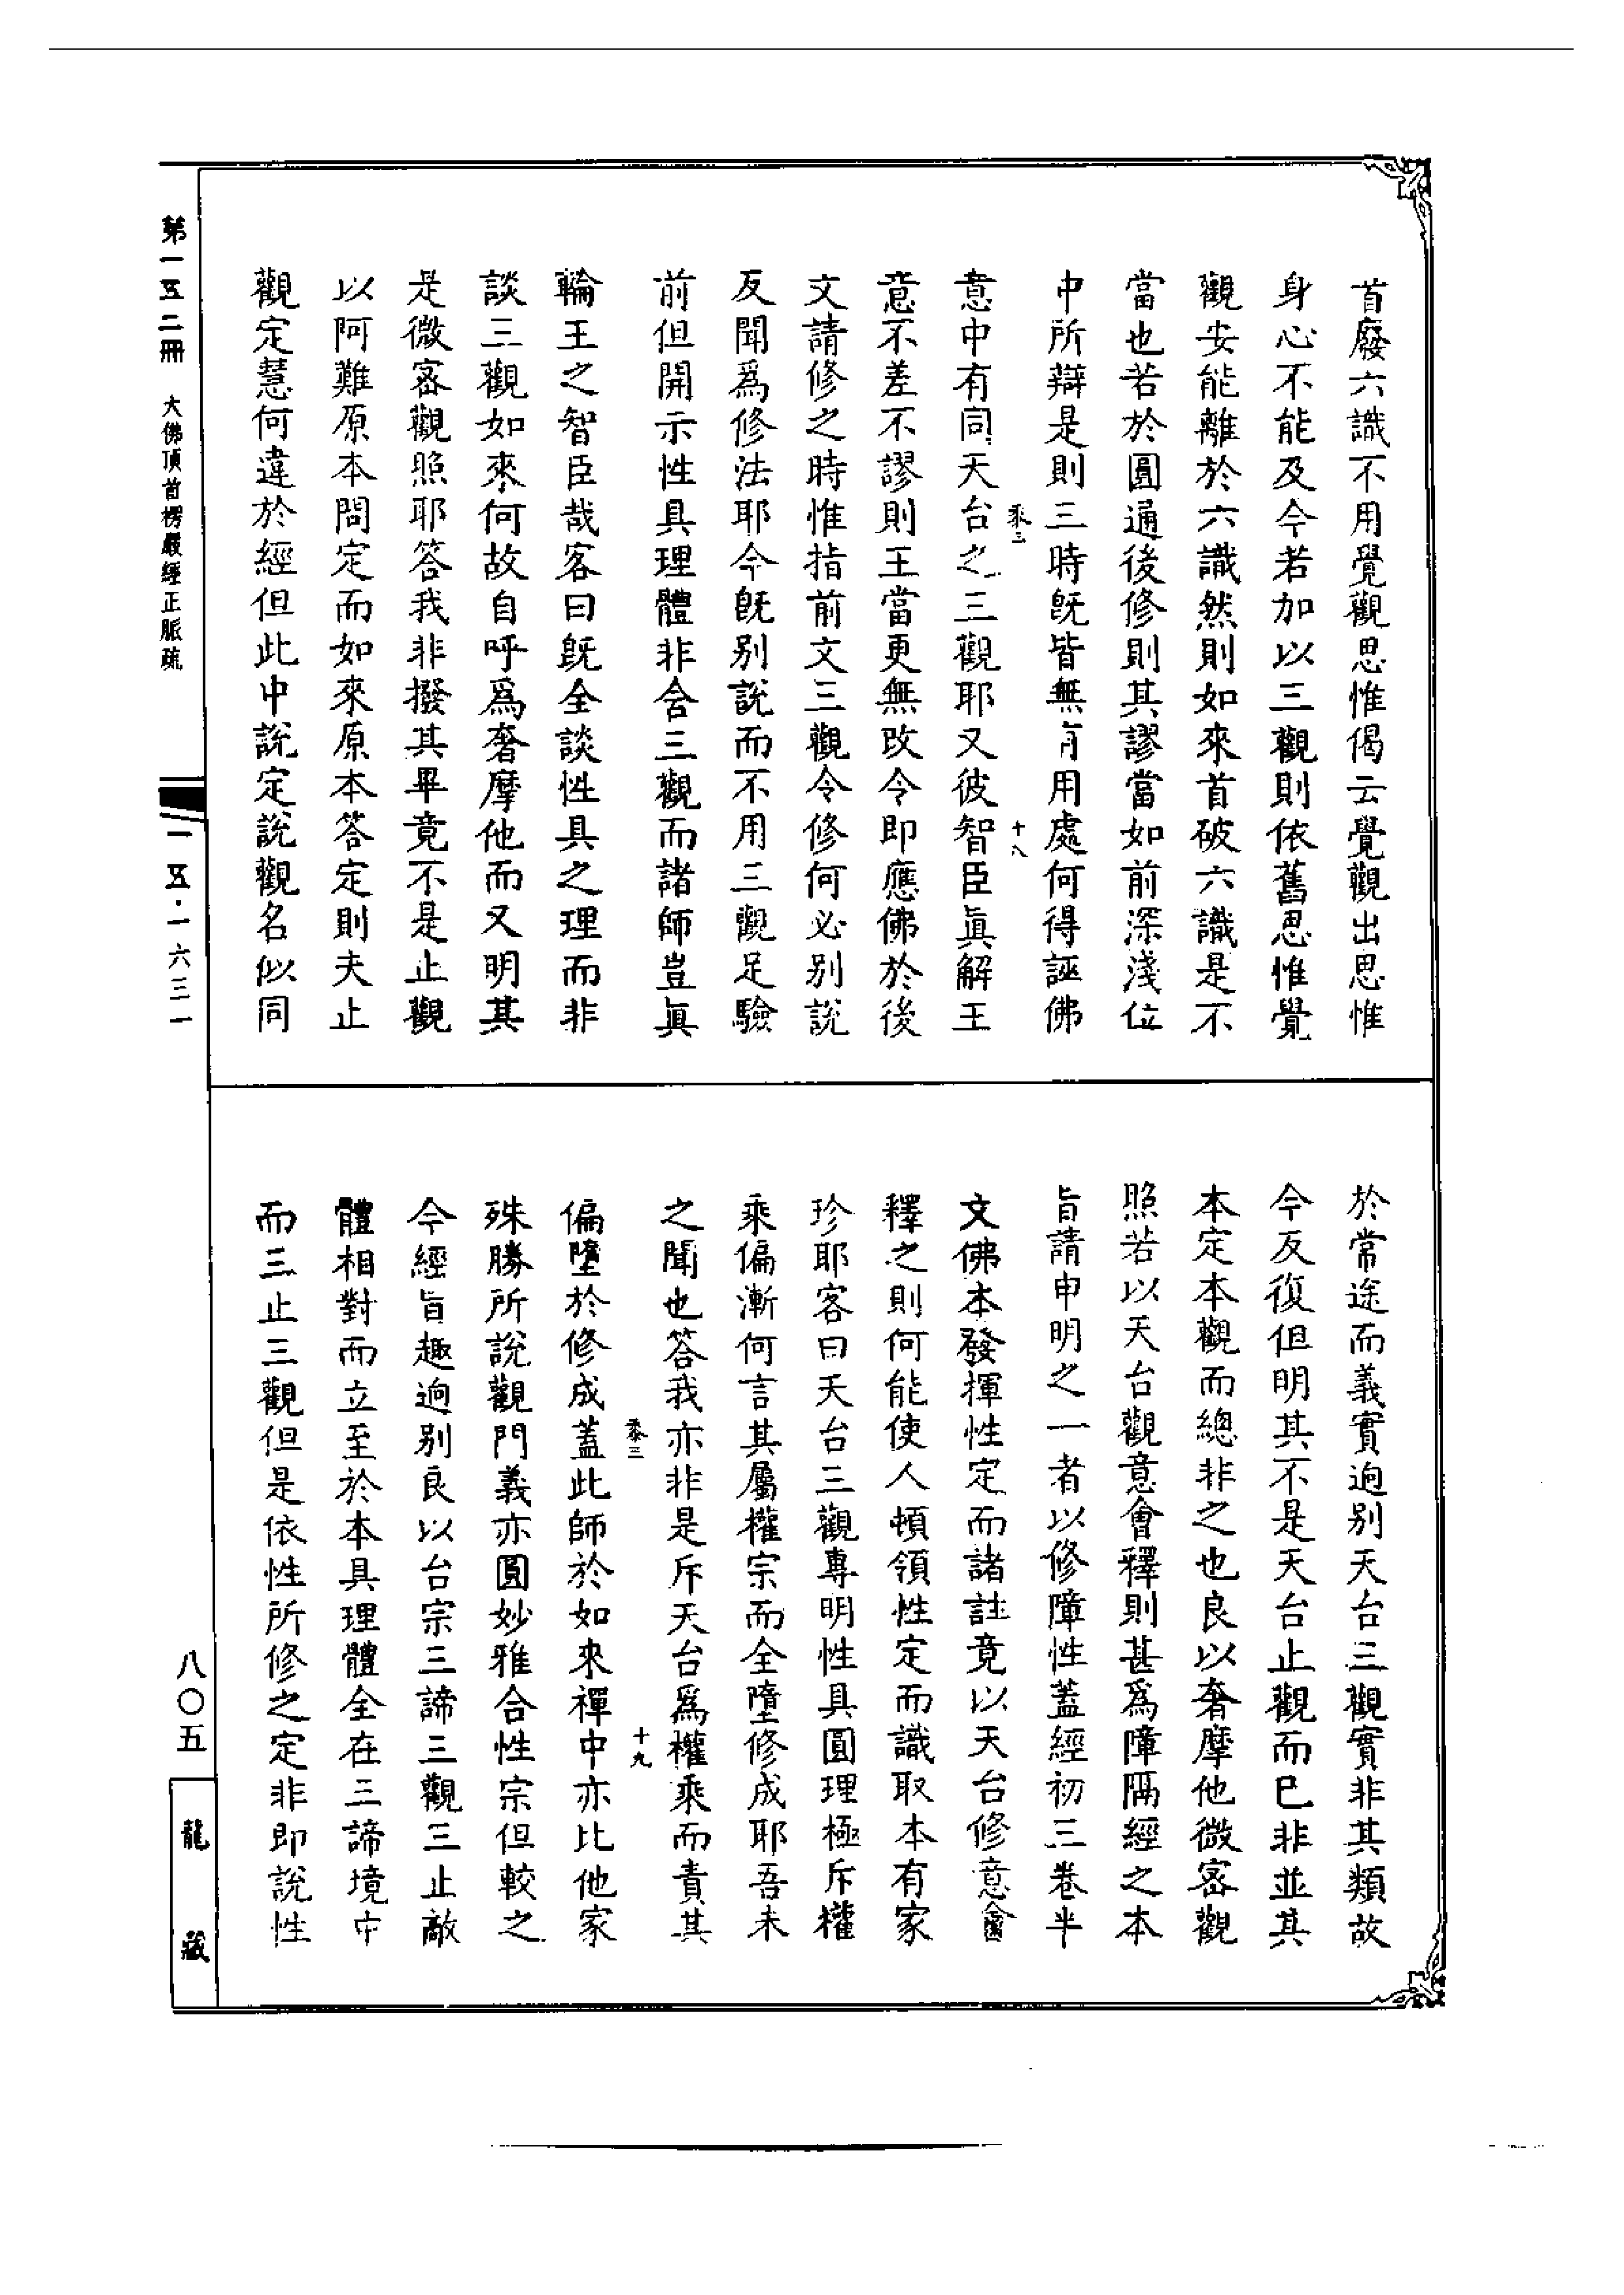 首廢六識不用覺觀思惟偈云覺觀出思惟
身心不能及今若加以三觀則依舊思惟覺
觀安能離於六識然則如來首破六識是不
當也若於圓通後修則其謬當如前深淺位
中所辯是則三時旣皆無用處何得誣佛
黍三
十八
意中有同天台之三觀耶又彼智臣眞解王
意不差不謬則王當更無改令即應佛於後
文請修之時惟指前文三觀令修何必別說
反聞爲修法耶今旣別說而不用三觀足驗
前但開示性具理體非含三觀而諸師豈眞
輪王之智臣哉客曰旣全談性具之理而非
談三觀如來何故自呼爲奢摩他而又明其
是微密觀照耶答我非撥其畢竟不是止觀
以阿難原本問定而如來原本答定則夫止
觀定慧何違於經但此中說定說觀名似同
於常途而義實逈別天台三觀實非其類故
今反復但明其不是天台止觀而已非並其
本定本觀而總非之也良以奢摩他微密觀
照若以天台觀意會釋則甚爲障隔經之本
旨請申明之一者以修障性蓋經初三卷半
文佛本發揮性定而諸註竟以天台修意會
釋之則何能使人頓領性定而識取本有家
珍耶客曰天台三觀專明性具圓理極斥權
乘偏漸何言其屬權宗而全墮修成耶吾未
之聞也答我亦非是斥天台爲權乘而責其
黍三
十九
偏墮於修成蓋此師於如來禪中亦比他家
殊勝所說觀門義亦圓妙雅合性宗但較之
今經旨趣逈別良以台宗三諦三觀三止敵
體相對而立至於本具理體全在三諦境中
而三止三觀但是依性所修之定非即說性
第一五二冊 大佛頂首楞嚴經正脈疏
一五·一六三一
八〇五
龍藏